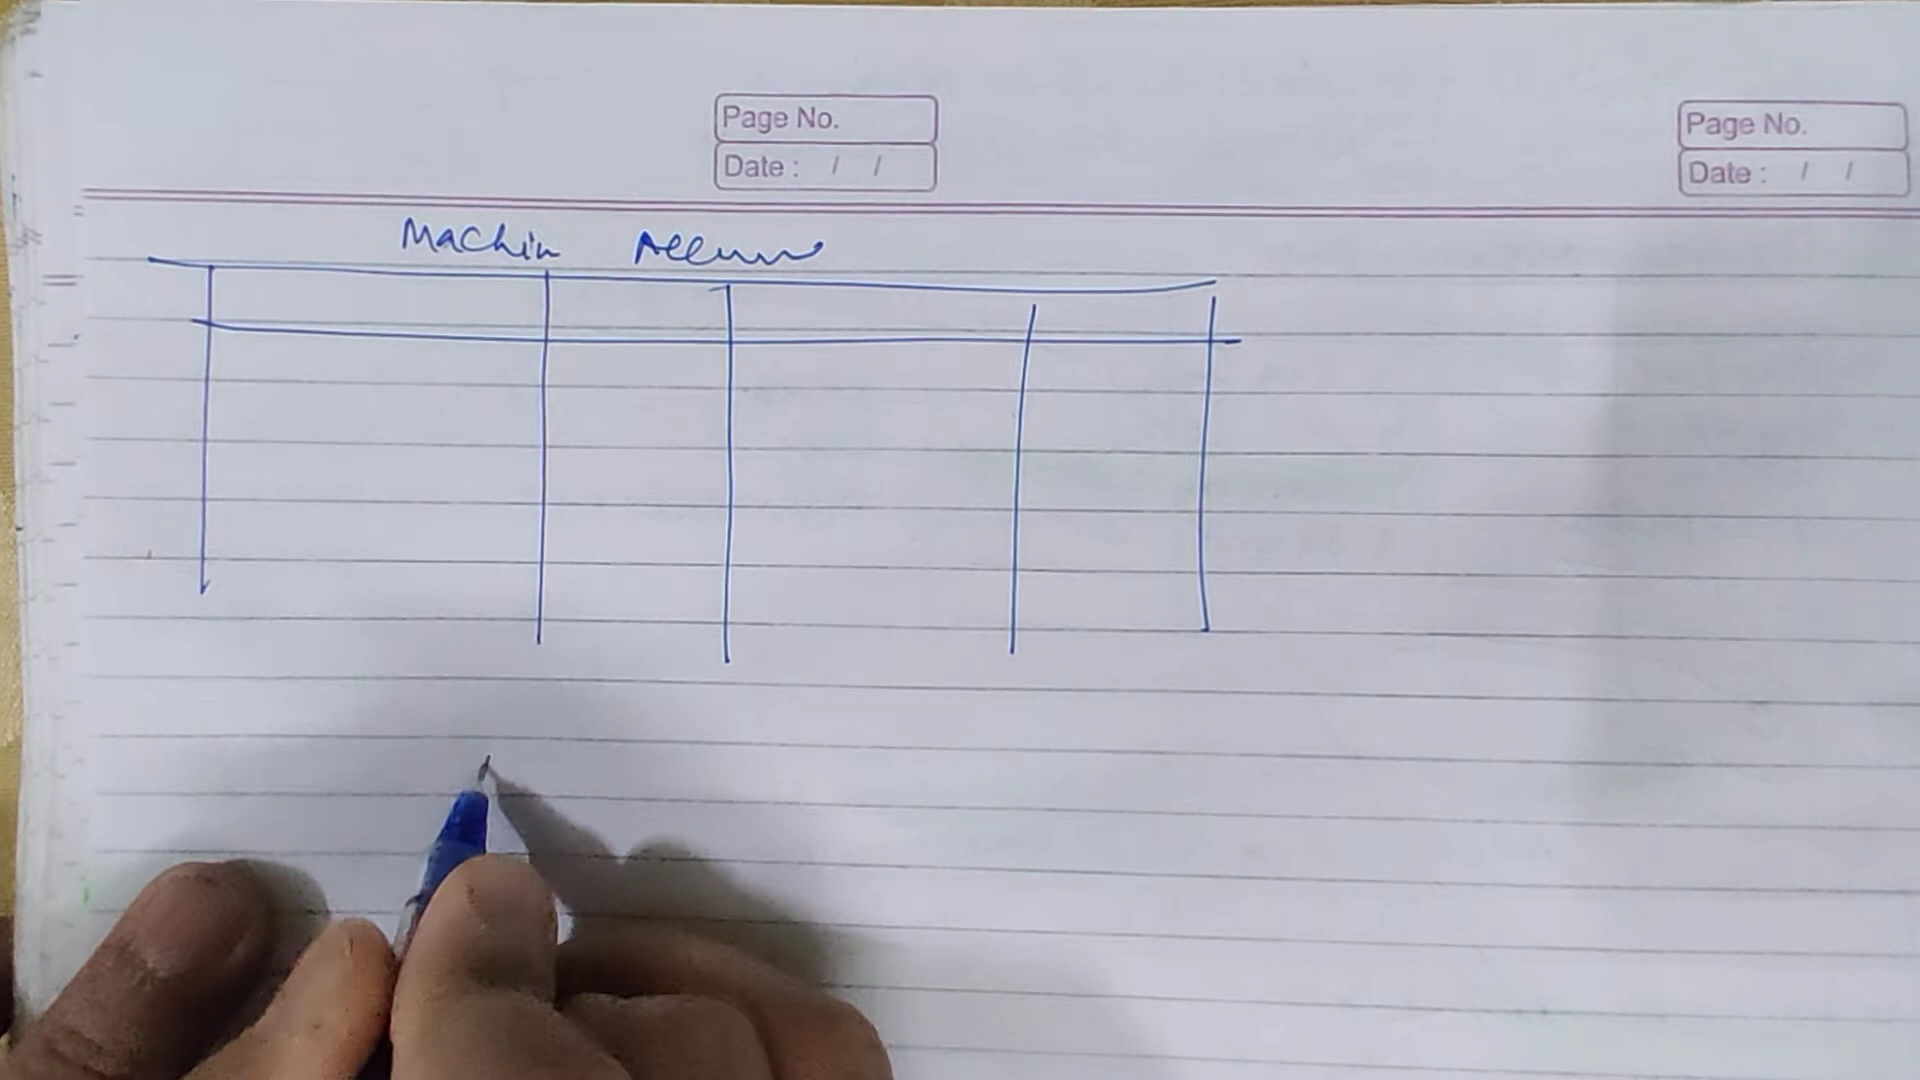 Page No.
Date : / /
Page No.
Date : / /
Machin